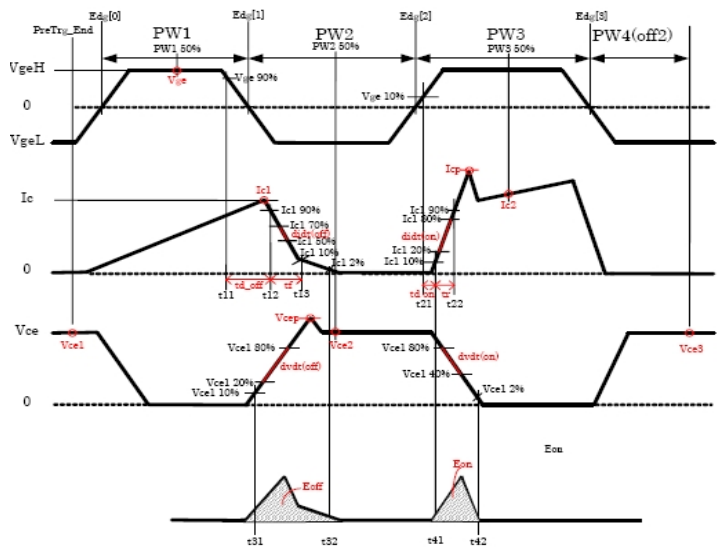 Edg[0]
Edg[1]
Edg[2]
Edg[3]
PreTrg_End
PW1
PW2
PW3
PW4(off2)
PW1 50%
PW2 50%
PW3 50%
VgeH
Vge
Vge 90%
Vge 10%
0
VgeL
Icp
Ic
Ic1
Ic2
Ic1 90%
Ic1 70%
didt(off)
Ic1 50%
Ic1 10%
Ic1 2%
Ic1 90%
Ic1 80%
didt(on)
Ic1 20%
Ic1 10%
0
td_off
tf
td on
tr
t11
t12
t13
t21
t22
Vce
Vce1
Vcep
Vce2
Vce3
Vce1 80%
dvdt(off)
Vce1 20%
Vce1 10%
Vce1 80%
dvdt(on)
Vce1 40%
Vce1 2%
0
Eon
Eoff
Eon
t31
t32
t41
t42